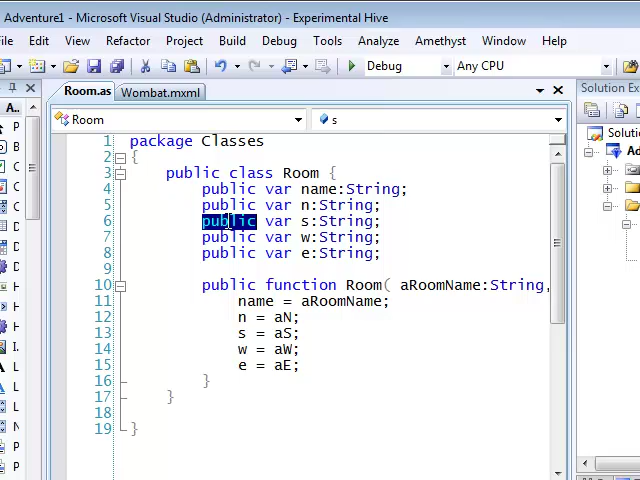 Adventure1 - Microsoft Visual Studio (Administrator) - Experimental Hive
File Edit View Refactor Project Build Debug Tools Analyze Amethyst Window Help
Debug Any CPU
Room.as Wombat.mxml Solution Explo
Room s
1 package Classes
2 {
3 public class Room {
4 public var name:String;
5 public var n:String;
6 public var s:String;
7 public var w:String;
8 public var e:String;
9
10 public function Room( aRoomName:String,
11 name = aRoomName;
12 n = aN;
13 s = aS;
14 w = aW;
15 e = aE;
16 }
17 }
18
19 }
A..
P
B
C
C
C
C
D
F
H
H
H
I.
L
L
L
N
P
P
Soluti
Ad